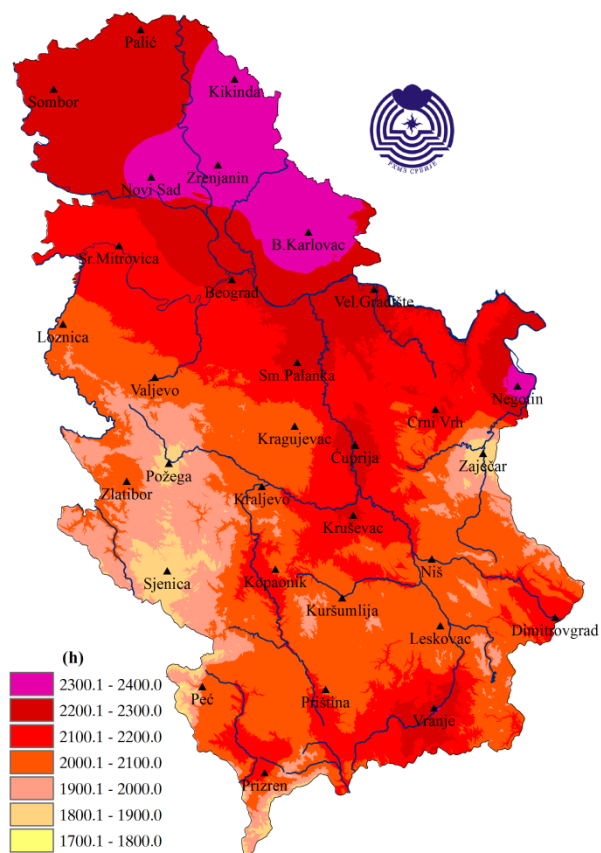 Palić
Kikinda
Sombor
Zrenjanin
Novi Sad
РХМЗ СРБИЈЕ
B.Karlovac
Sr.Mitrovica
Beograd
Vel.Gradište
Loznica
Sm.Palanka
Valjevo
Negotin
Crni Vrh
Kragujevac
Ćuprija
Zaječar
Požega
Zlatibor
Kraljevo
Kruševac
Niš
Sjenica
Kopaonik
Kuršumlija
Dimitrovgrad
Leskovac
Peć
Priština
Vranje
Prizren
(h)
2300.1 - 2400.0
2200.1 - 2300.0
2100.1 - 2200.0
2000.1 - 2100.0
1900.1 - 2000.0
1800.1 - 1900.0
1700.1 - 1800.0